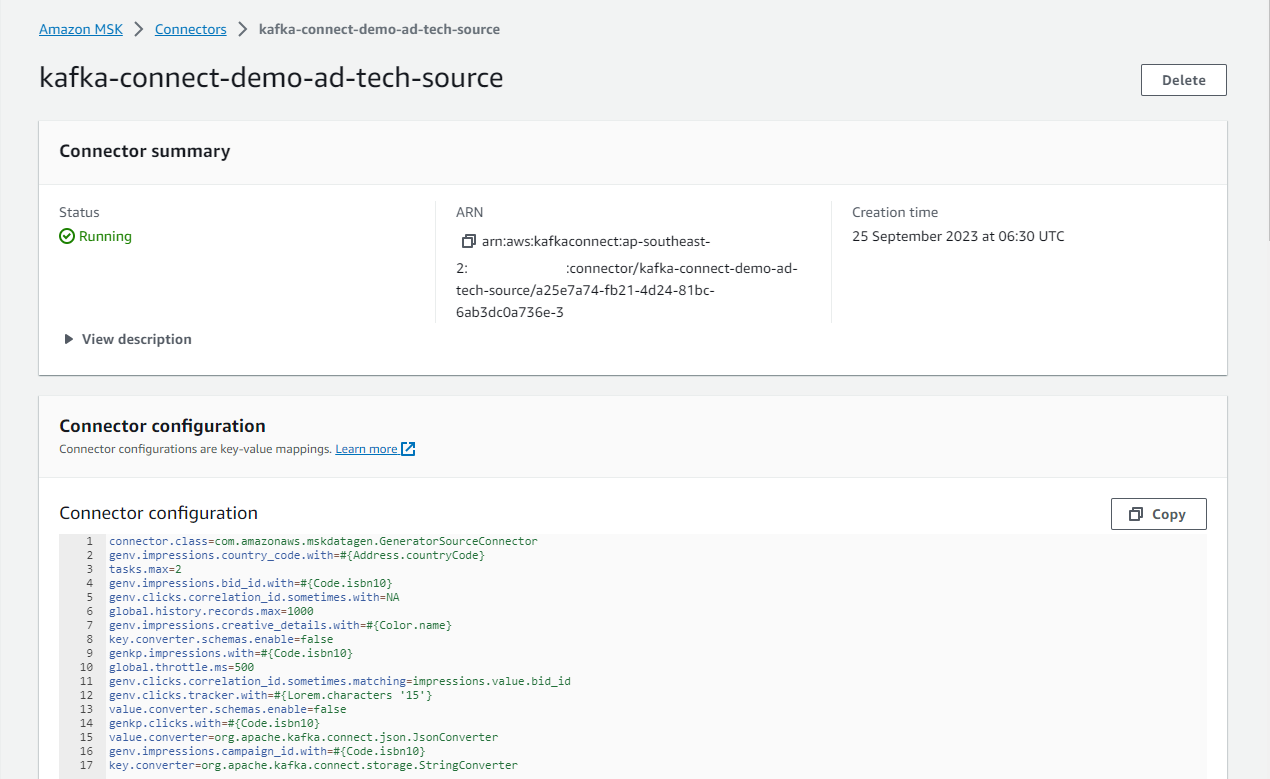 Amazon MSK > Connectors > kafka-connect-demo-ad-tech-source
kafka-connect-demo-ad-tech-source
Delete
Connector summary
Status
Running
ARN
arn:aws:kafkaconnect:ap-southeast-
2: :connector/kafka-connect-demo-ad-
tech-source/a25e7a74-fb21-4d24-81bc-
6ab3dc0a736e-3
Creation time
25 September 2023 at 06:30 UTC
View description
Connector configuration
Connector configurations are key-value mappings. Learn more
Connector configuration
Copy
1 connector.class=com.amazonaws.mskdatagen.GeneratorSourceConnector
2 genv.impressions.country_code.with=#{Address.countryCode}
3 tasks.max=2
4 genv.impressions.bid_id.with=#{Code.isbn10}
5 genv.clicks.correlation_id.sometimes.with=NA
6 global.history.records.max=1000
7 genv.impressions.creative_details.with=#{Color.name}
8 key.converter.schemas.enable=false
9 genkp.impressions.with=#{Code.isbn10}
10 global.throttle.ms=500
11 genv.clicks.correlation_id.sometimes.matching=impressions.value.bid_id
12 genv.clicks.tracker.with=#{Lorem.characters '15'}
13 value.converter.schemas.enable=false
14 genkp.clicks.with=#{Code.isbn10}
15 value.converter=org.apache.kafka.connect.json.JsonConverter
16 genv.impressions.campaign_id.with=#{Code.isbn10}
17 key.converter=org.apache.kafka.connect.storage.StringConverter